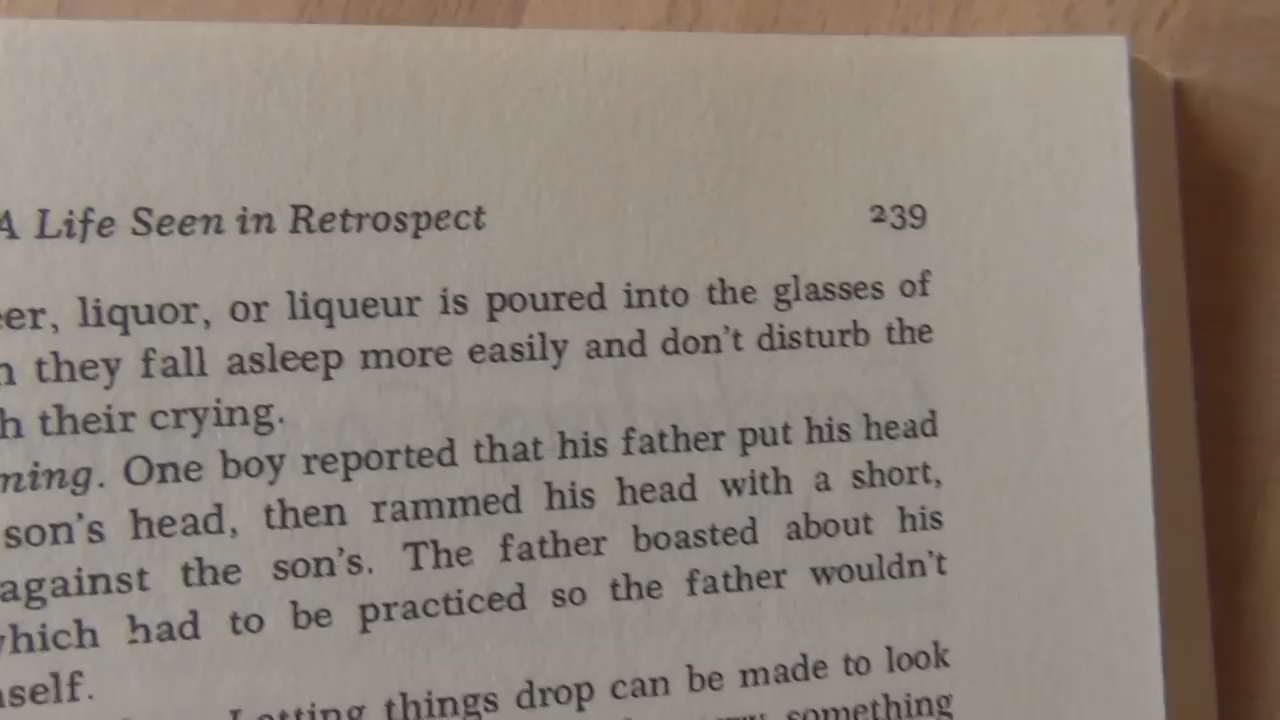 A Life Seen in Retrospect 239
er, liquor, or liqueur is poured into the glasses of
they fall asleep more easily and don't disturb the
h their crying.
ning. One boy reported that his father put his head
son's head, then rammed his head with a short,
against the son's. The father boasted about his
which had to be practiced so the father wouldn't
self.
Letting things drop can be made to look
something